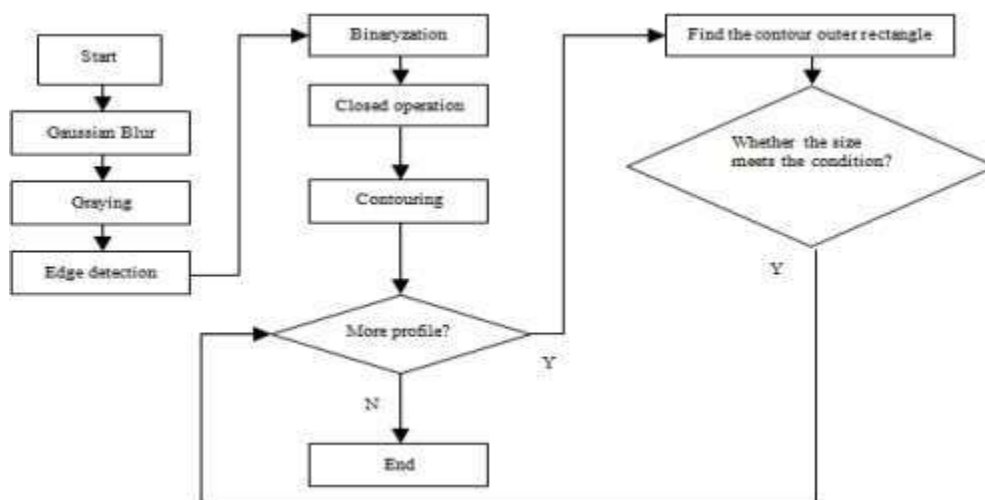 Start
Gaussian Blur
Graying
Edge detection
Binaryzation
Closed operation
Contouring
More profile?
Y
N
End
Find the contour outer rectangle
Whether the size
meets the condition?
Y